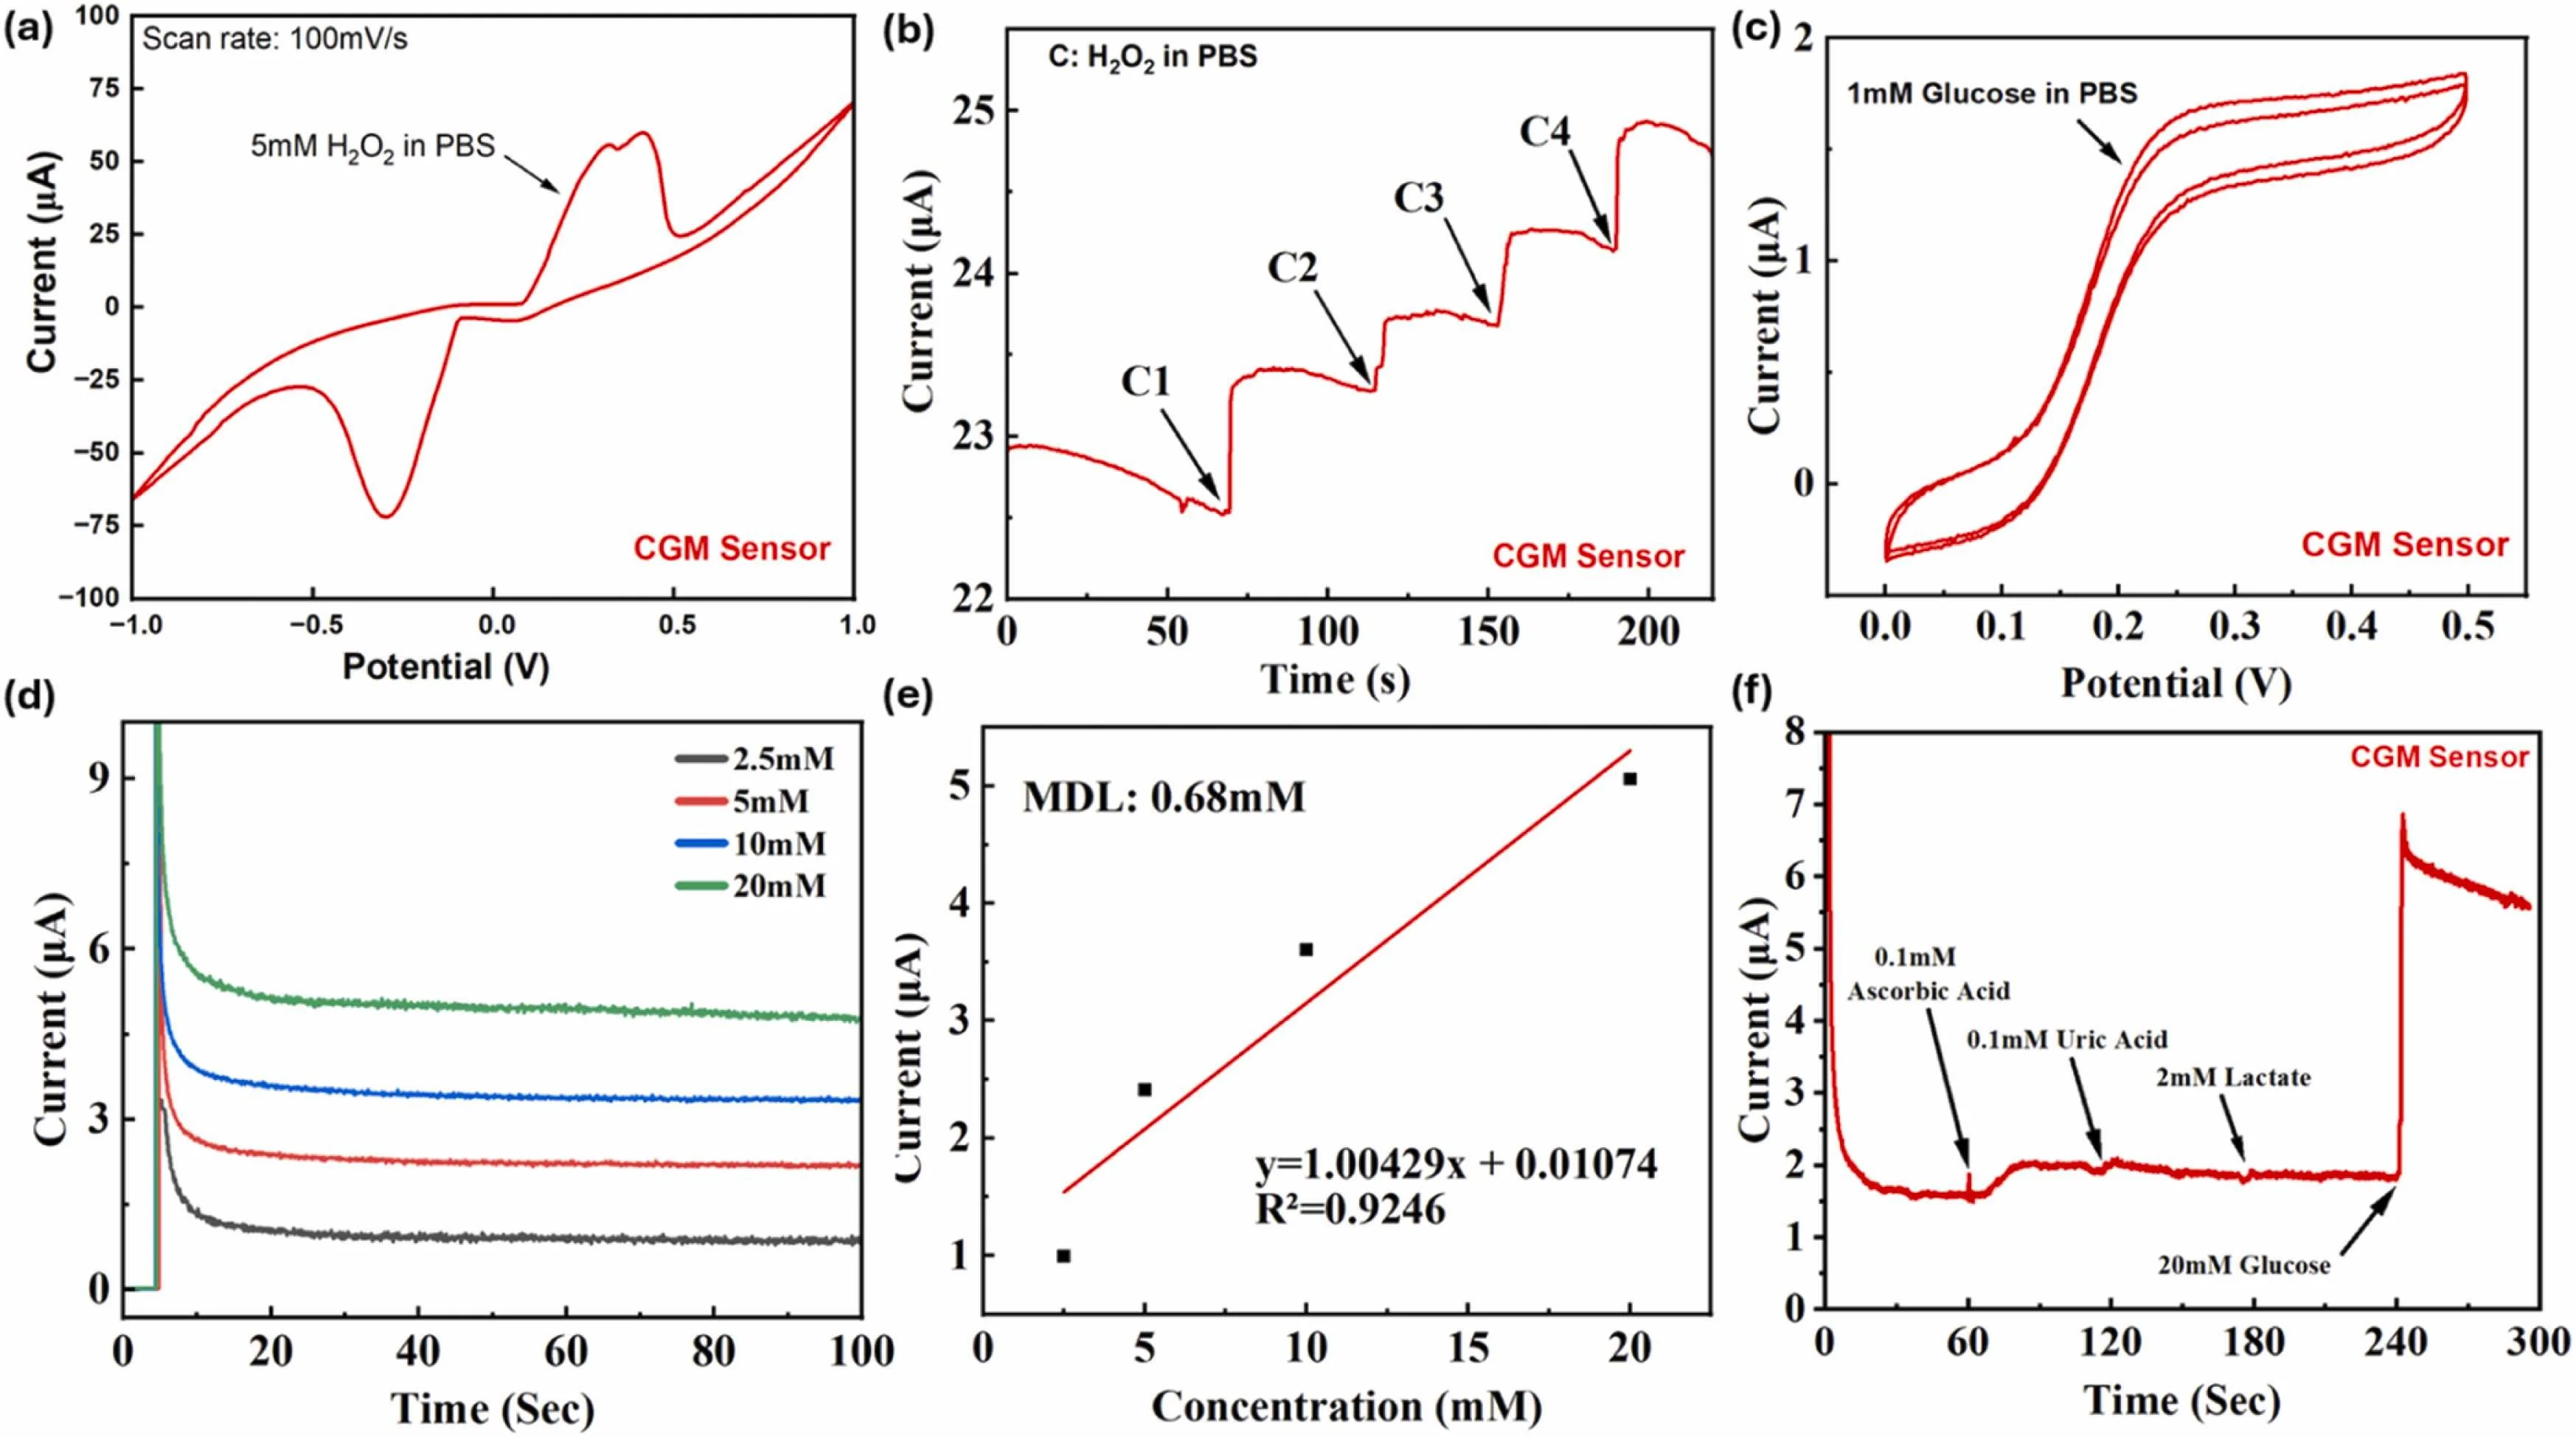 (a)
100
75
50
25
0
−25
−50
−75
−100
Current (µA)
Scan rate: 100mV/s
5mM H₂O₂ in PBS
CGM Sensor
−1.0
−0.5
0.0
0.5
1.0
Potential (V)
(b)
25
24
23
22
Current (µA)
C: H₂O₂ in PBS
C1
C2
C3
C4
CGM Sensor
0
50
100
150
200
Time (s)
(c)
2
1
0
Current (µA)
1mM Glucose in PBS
CGM Sensor
0.0
0.1
0.2
0.3
0.4
0.5
Potential (V)
(d)
9
6
3
0
Current (µA)
2.5mM
5mM
10mM
20mM
0
20
40
60
80
100
Time (Sec)
(e)
5
4
3
2
1
Current (µA)
MDL: 0.68mM
y=1.00429x + 0.01074
R²=0.9246
0
5
10
15
20
Concentration (mM)
(f)
8
7
6
5
4
3
2
1
0
Current (µA)
CGM Sensor
0.1mM
Ascorbic Acid
0.1mM Uric Acid
2mM Lactate
20mM Glucose
0
60
120
180
240
300
Time (Sec)